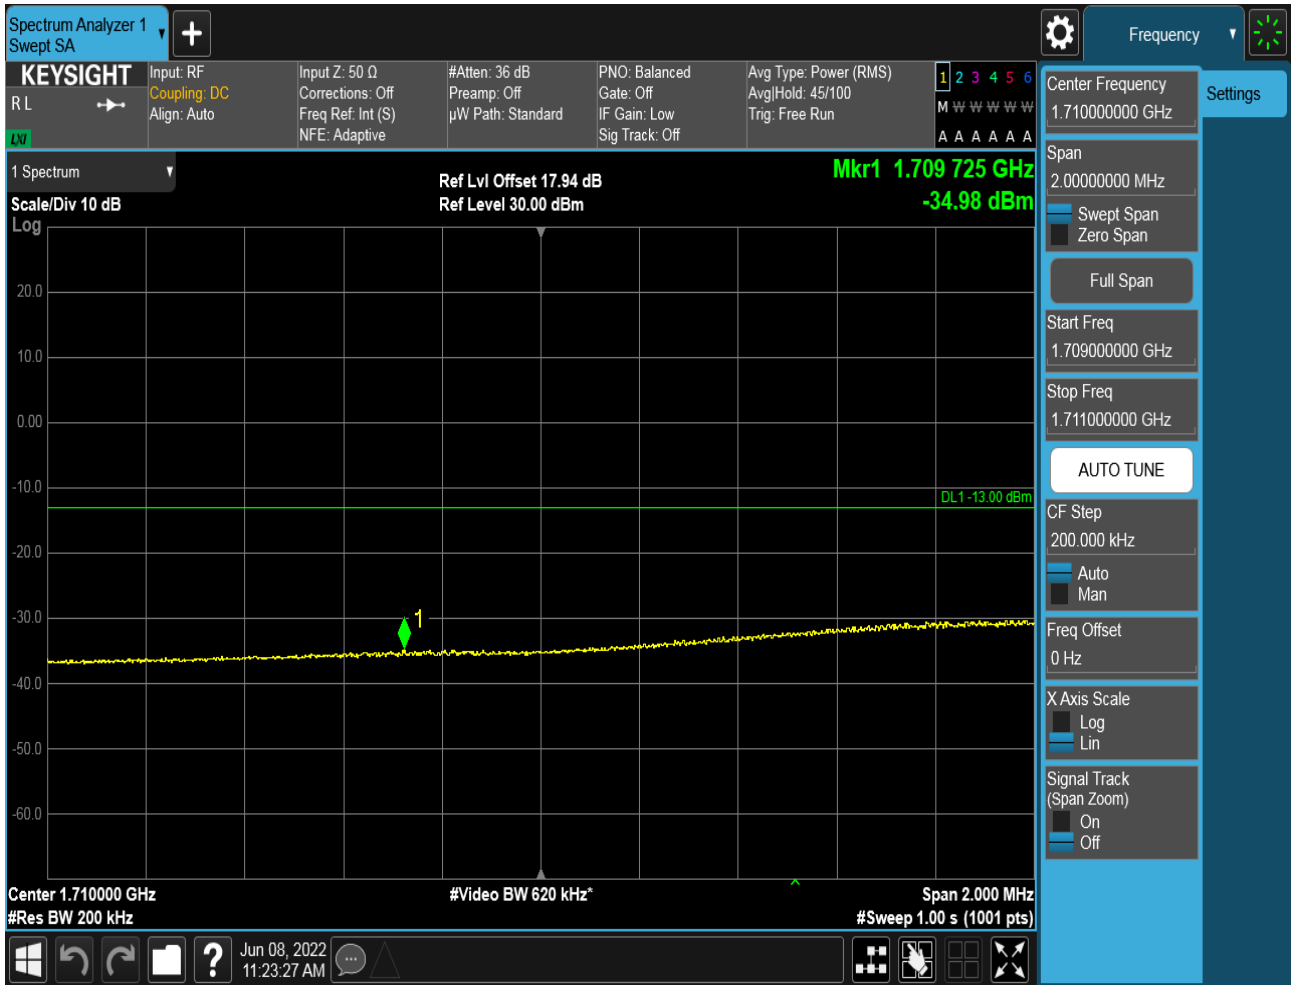 Spectrum Analyzer 1
Swept SA
Frequency
KEYSIGHT
R L
LXI
Input: RF
Coupling: DC
Align: Auto
Input Z: 50 Ω
Corrections: Off
Freq Ref: Int (S)
NFE: Adaptive
#Atten: 36 dB
Preamp: Off
µW Path: Standard
PNO: Balanced
Gate: Off
IF Gain: Low
Sig Track: Off
Avg Type: Power (RMS)
Avg|Hold: 45/100
Trig: Free Run
1 2 3 4 5 6
M W W W W W
A A A A A A
1 Spectrum
Scale/Div 10 dB
Log
Ref Lvl Offset 17.94 dB
Ref Level 30.00 dBm
Mkr1 1.709 725 GHz
-34.98 dBm
20.0
10.0
0.00
-10.0
-20.0
-30.0
-40.0
-50.0
-60.0
DL1 -13.00 dBm
1
Center 1.710000 GHz
#Res BW 200 kHz
#Video BW 620 kHz*
Span 2.000 MHz
#Sweep 1.00 s (1001 pts)
Jun 08, 2022
11:23:27 AM
Center Frequency
1.710000000 GHz
Settings
Span
2.00000000 MHz
Swept Span
Zero Span
Full Span
Start Freq
1.709000000 GHz
Stop Freq
1.711000000 GHz
AUTO TUNE
CF Step
200.000 kHz
Auto
Man
Freq Offset
0 Hz
X Axis Scale
Log
Lin
Signal Track
(Span Zoom)
On
Off